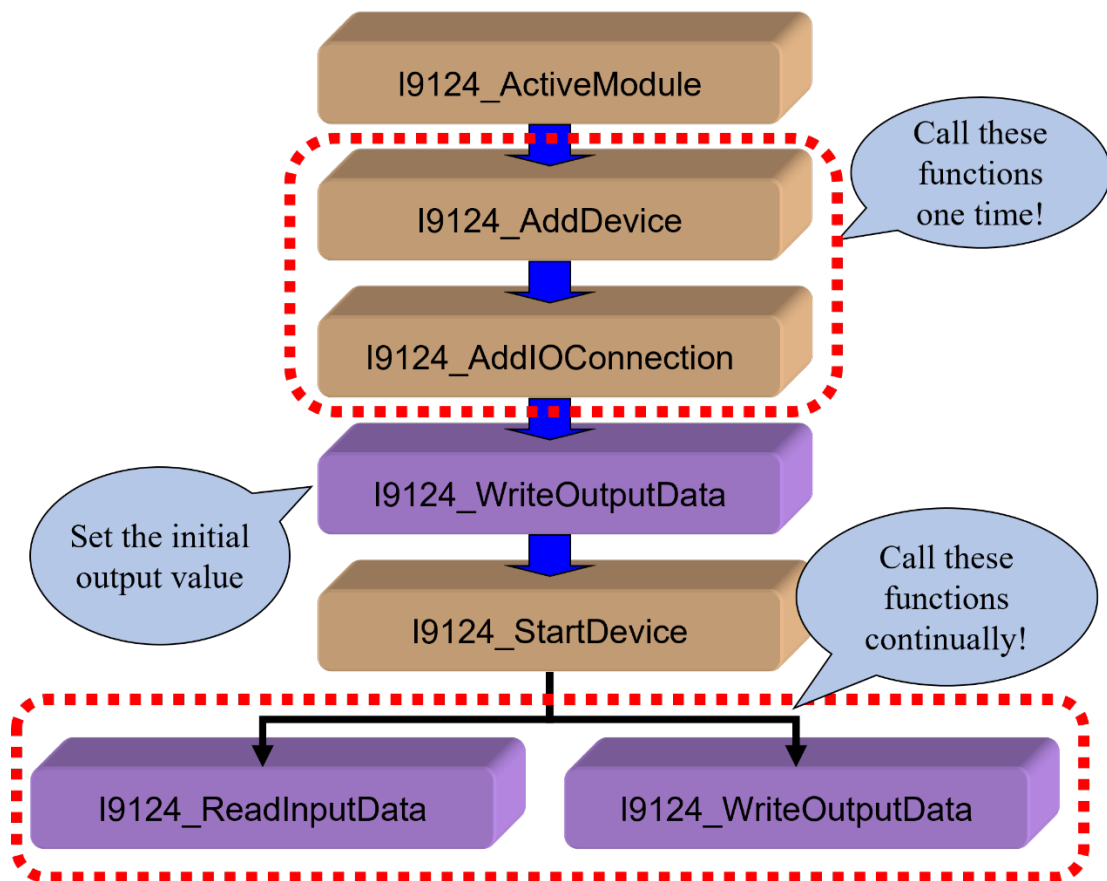 I9124_ActiveModule
Call these
functions
one time!
I9124_AddDevice
I9124_AddIOConnection
I9124_WriteOutputData
Set the initial
output value
Call these
functions
continually!
I9124_StartDevice
I9124_ReadInputData
I9124_WriteOutputData